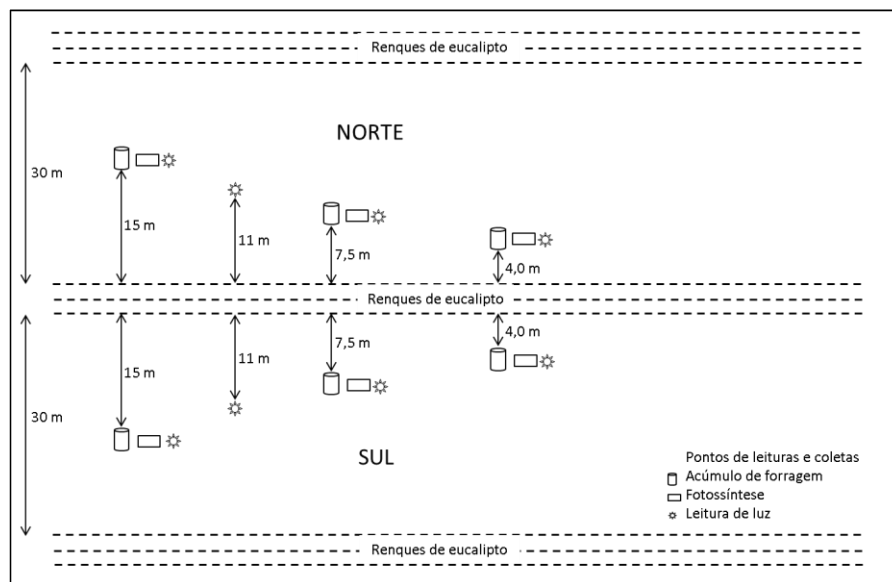 Renques de eucalipto
NORTE
30 m
15 m
11 m
7,5 m
4,0 m
Renques de eucalipto
4,0 m
7,5 m
15 m
11 m
30 m
SUL
Pontos de leituras e coletas
Acúmulo de forragem
Fotossíntese
Leitura de luz
Renques de eucalipto